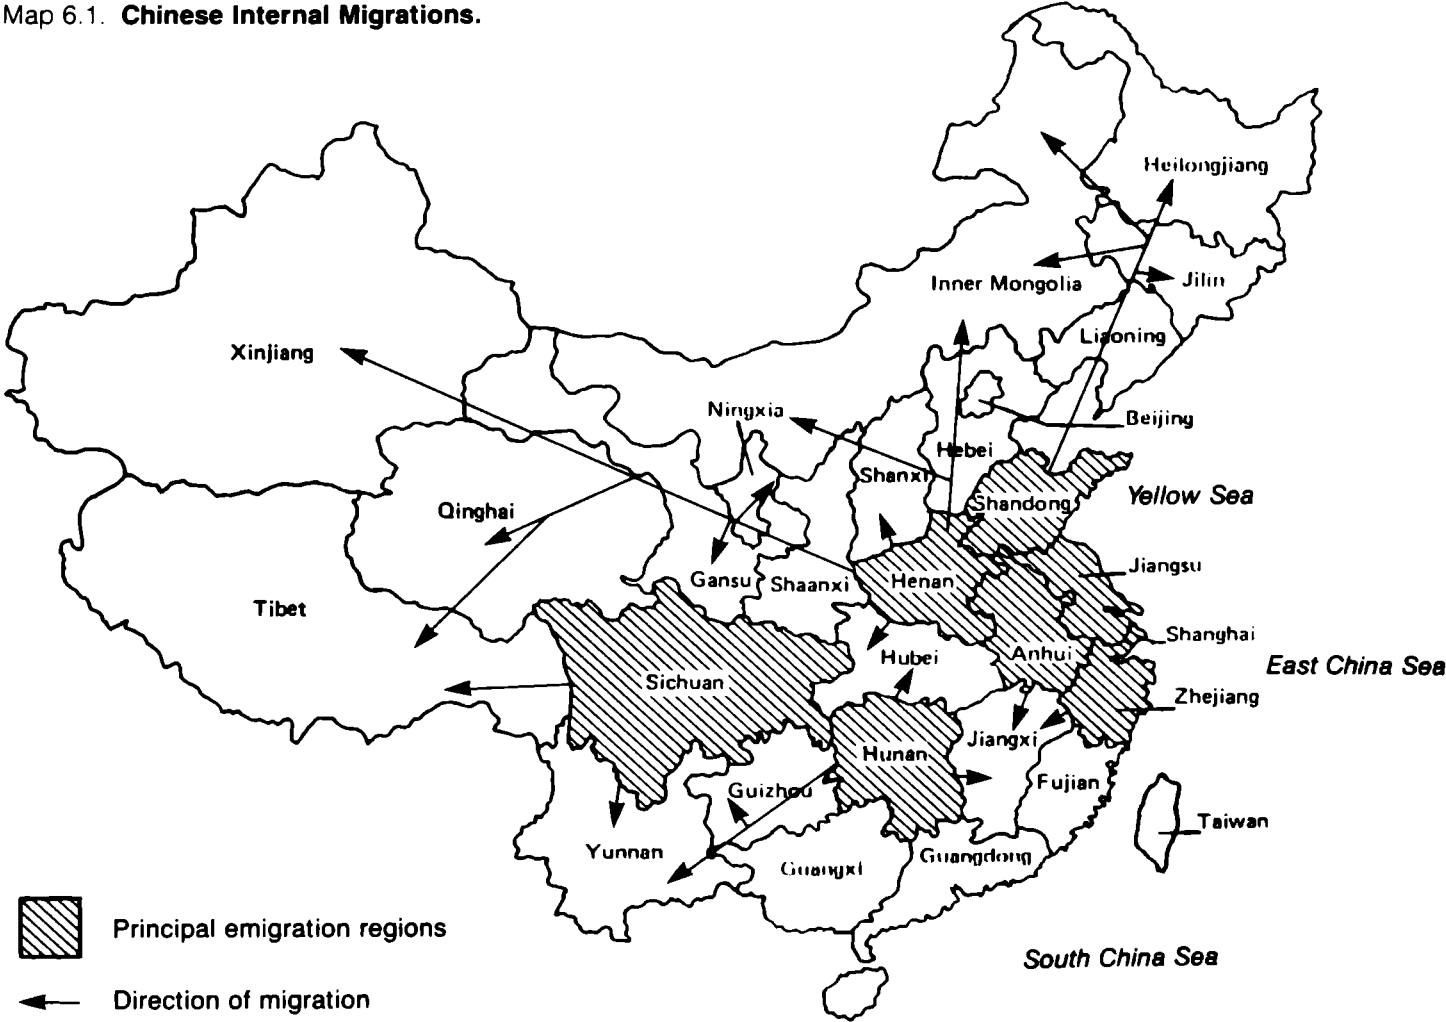 Map 6.1. Chinese Internal Migrations.
Heilongjiang
Inner Mongolia
Jilin
Liaoning
Xinjiang
Ningxia
Beijing
Hebei
Shanxi
Shandong
Yellow Sea
Qinghai
Jiangsu
Gansu
Shaanxi
Henan
Tibet
Shanghai
Anhui
Hubei
East China Sea
Sichuan
Zhejiang
Jiangxi
Hunan
Fujian
Guizhou
Taiwan
Yunnan
Guangdong
Guangxi
Principal emigration regions
South China Sea
Direction of migration